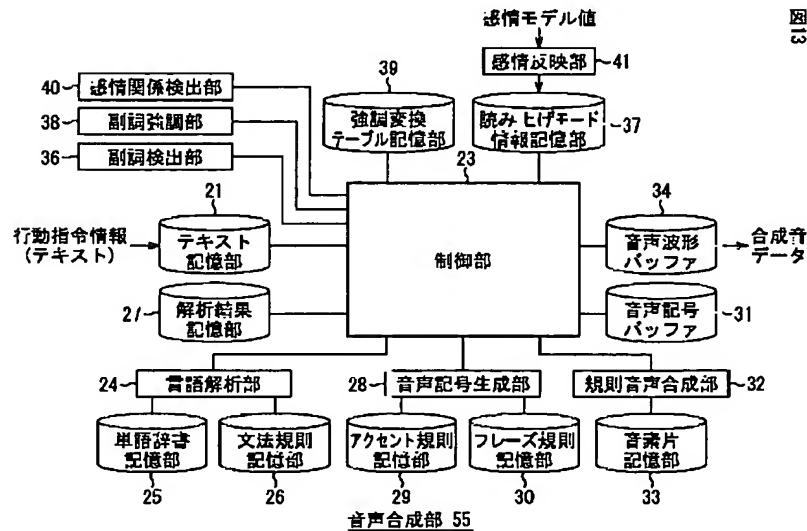 図13
感情モデル値
感情反映部 41
40 感情関係検出部
38 副詞強調部
36 副詞検出部
39
強調変換
テーブル記憶部
読み上げモード
情報記憶部
37
23
制御部
21
行動指令情報
(テキスト)
テキスト
記憶部
34
音声波形
バッファ
合成音
データ
27
解析結果
記憶部
音声記号
バッファ
31
24 言語解析部
28 音声記号生成部
規則音声合成部 32
単語辞書
記憶部
文法規則
記憶部
アクセント規則
記憶部
フレーズ規則
記憶部
音素片
記憶部
25 26 29 30 33
音声合成部 55